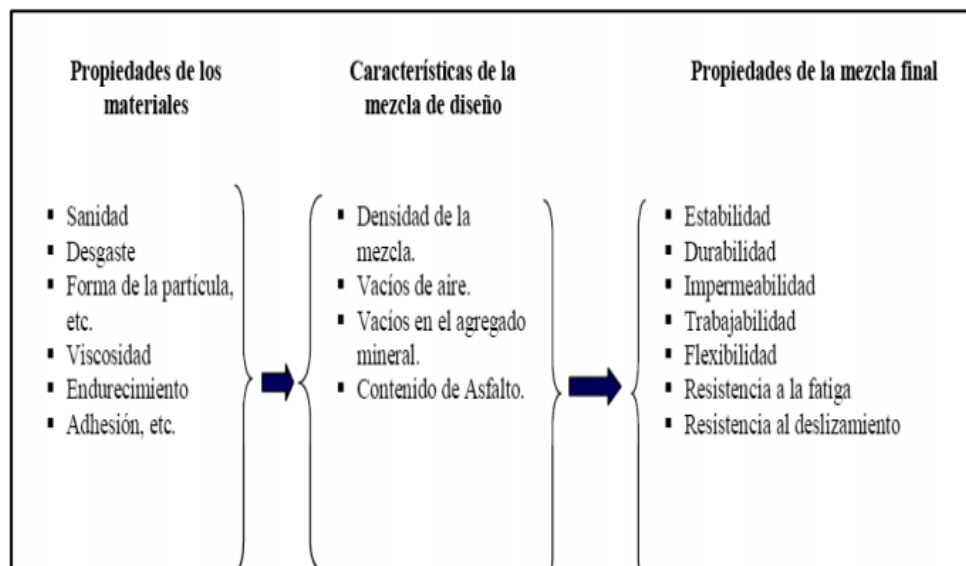 Propiedades de los
materiales
▪ Sanidad
▪ Desgaste
▪ Forma de la partícula,
etc.
▪ Viscosidad
▪ Endurecimiento
▪ Adhesión, etc.
Características de la
mezcla de diseño
▪ Densidad de la
mezcla.
▪ Vacíos de aire.
▪ Vacíos en el agregado
mineral.
▪ Contenido de Asfalto.
Propiedades de la mezcla final
▪ Estabilidad
▪ Durabilidad
▪ Impermeabilidad
▪ Trabajabilidad
▪ Flexibilidad
▪ Resistencia a la fatiga
▪ Resistencia al deslizamiento